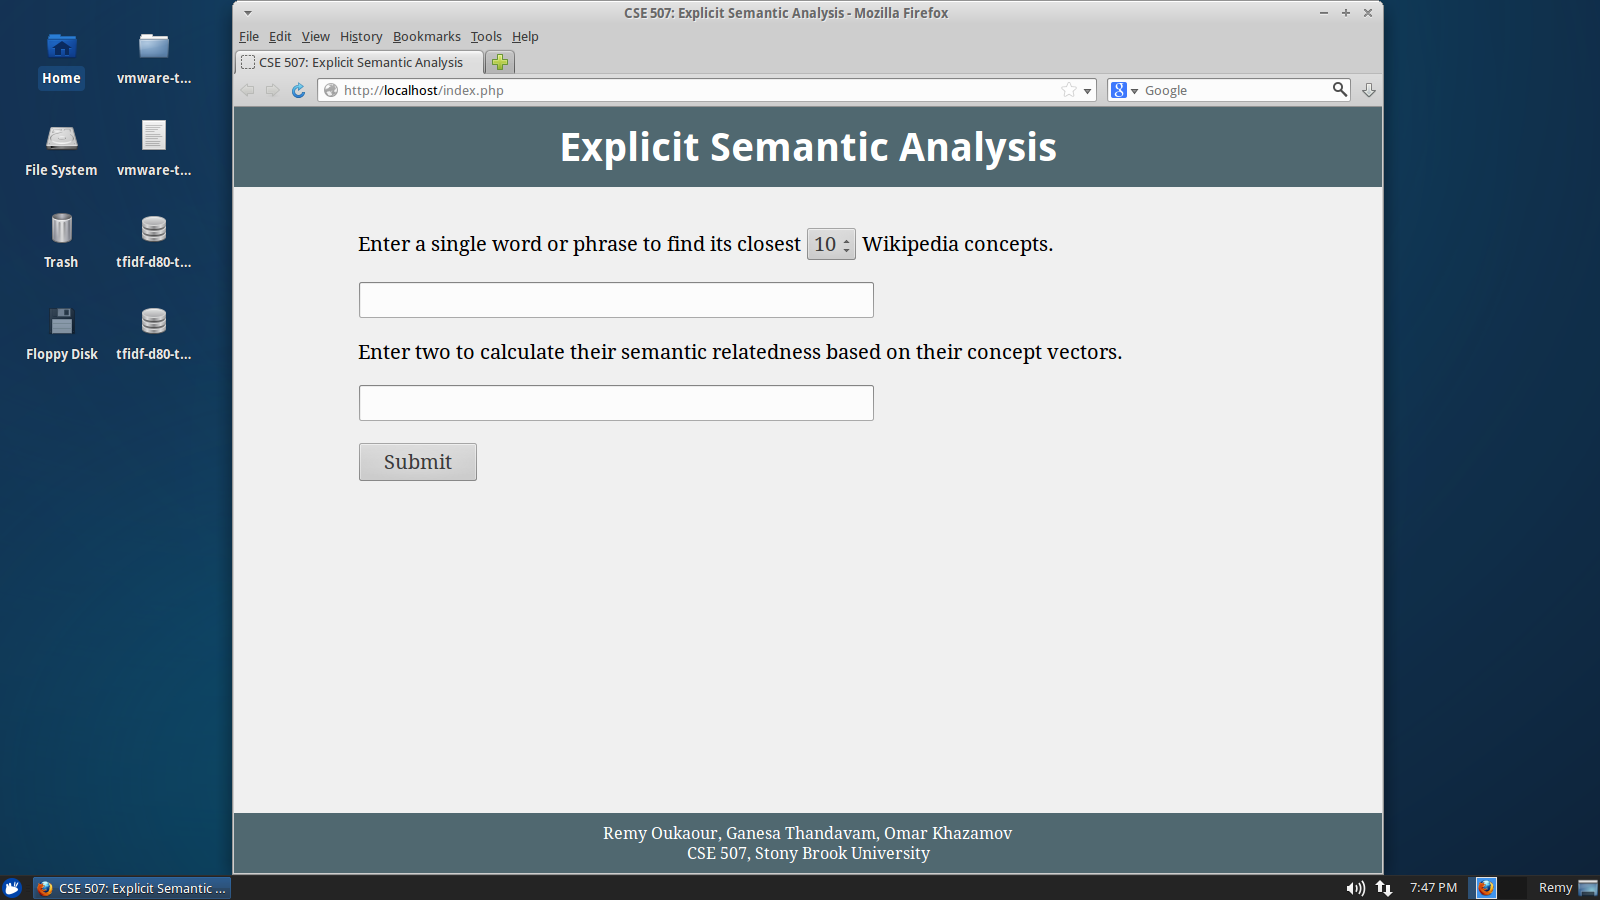 CSE 507: Explicit Semantic Analysis - Mozilla Firefox
File Edit View History Bookmarks Tools Help
CSE 507: Explicit Semantic Analysis
http://localhost/index.php
8 Google
Home
vmware-t...
File System
vmware-t...
Trash
tfidf-d80-t...
Floppy Disk
tfidf-d80-t...
Explicit Semantic Analysis
Enter a single word or phrase to find its closest 10 Wikipedia concepts.
Enter two to calculate their semantic relatedness based on their concept vectors.
Submit
Remy Oukaour, Ganesa Thandavam, Omar Khazamov
CSE 507, Stony Brook University
CSE 507: Explicit Semantic ...
7:47 PM
Remy